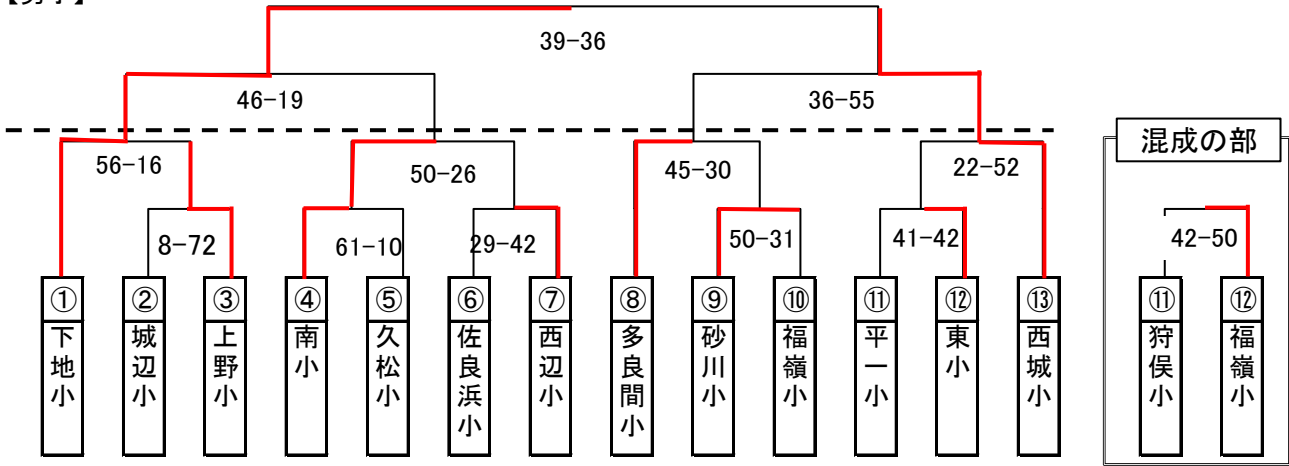 39-36
46-19
36-55
混成の部
56-16
50-26
45-30
22-52
8-72
61-10
29-42
50-31
41-42
42-50
① 下地小
② 城辺小
③ 上野小
④ 南小
⑤ 久松小
⑥ 佐良浜小
⑦ 西辺小
⑧ 多良間小
⑨ 砂川小
⑩ 福嶺小
⑪ 平一小
⑫ 東小
⑬ 西城小
⑪ 狩俣小
⑫ 福嶺小